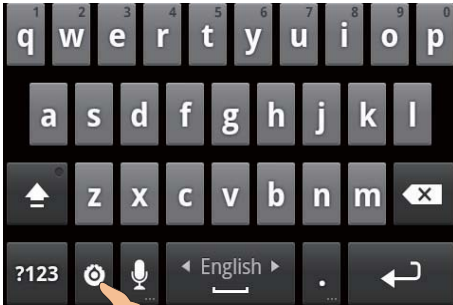 1 2 3 4 5 6 7 8 9 0
q w e r t y u i o p
a s d f g h j k l
z x c v b n m
?123 ... English . ...